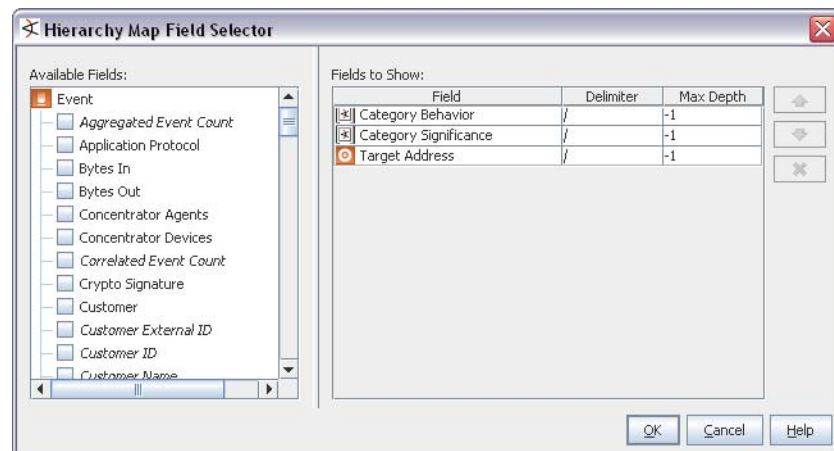 Hierarchy Map Field Selector
Available Fields:
Event
Aggregated Event Count
Application Protocol
Bytes In
Bytes Out
Concentrator Agents
Concentrator Devices
Correlated Event Count
Crypto Signature
Customer
Customer External ID
Customer ID
Customer Name
Fields to Show:
Field Delimiter Max Depth
Category Behavior / -1
Category Significance / -1
Target Address / -1
OK Cancel Help